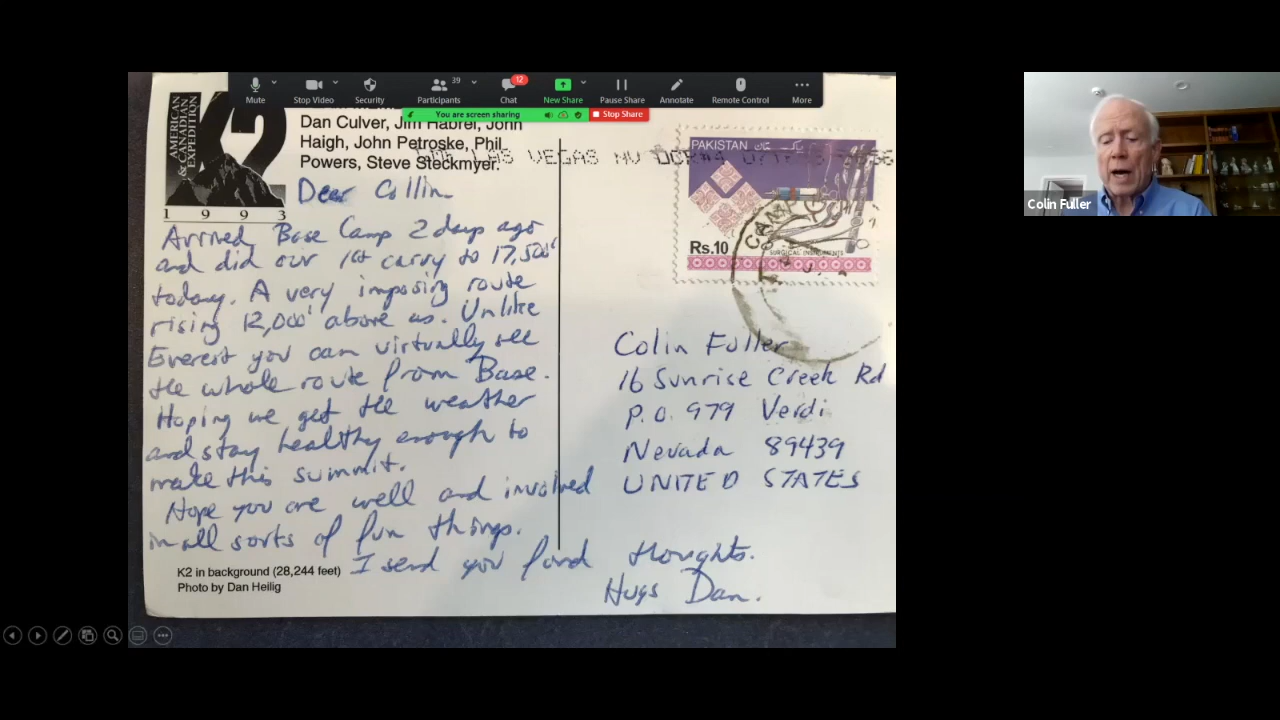 39
12
Mute
Stop Video
Security
Participants
Chat
New Share
Pause Share
Annotate
Remote Control
More
You are screen sharing
Stop Share
AMERICAN
& CANADIAN
EXPEDITION
K2
1993
Dan Culver, Jim Haberl, John
Haigh, John Petroske, Phil
Powers, Steve Steckmyer.
Dear Collin
Arrived Base Camp 2 days ago
and did our 1st carry to 17,500'
today. A very imposing route
rising 12,000' above us. Unlike
Everest you can virtually see
the whole route from Base.
Hoping we get the weather
and stay healthy enough to
make this summit.
Hope you are well and involved
in all sorts of fun things.
I send you fond thoughts.
Hugs Dan.
K2 in background (28,244 feet)
Photo by Dan Heilig
LAS VEGAS NV
PAKISTAN پاکستان
Rs.10
SURGICAL INSTRUMENTS
Colin Fuller
16 Sunrise Creek Rd
P.O. 979 Verdi
Nevada 89439
UNITED STATES
Colin Fuller